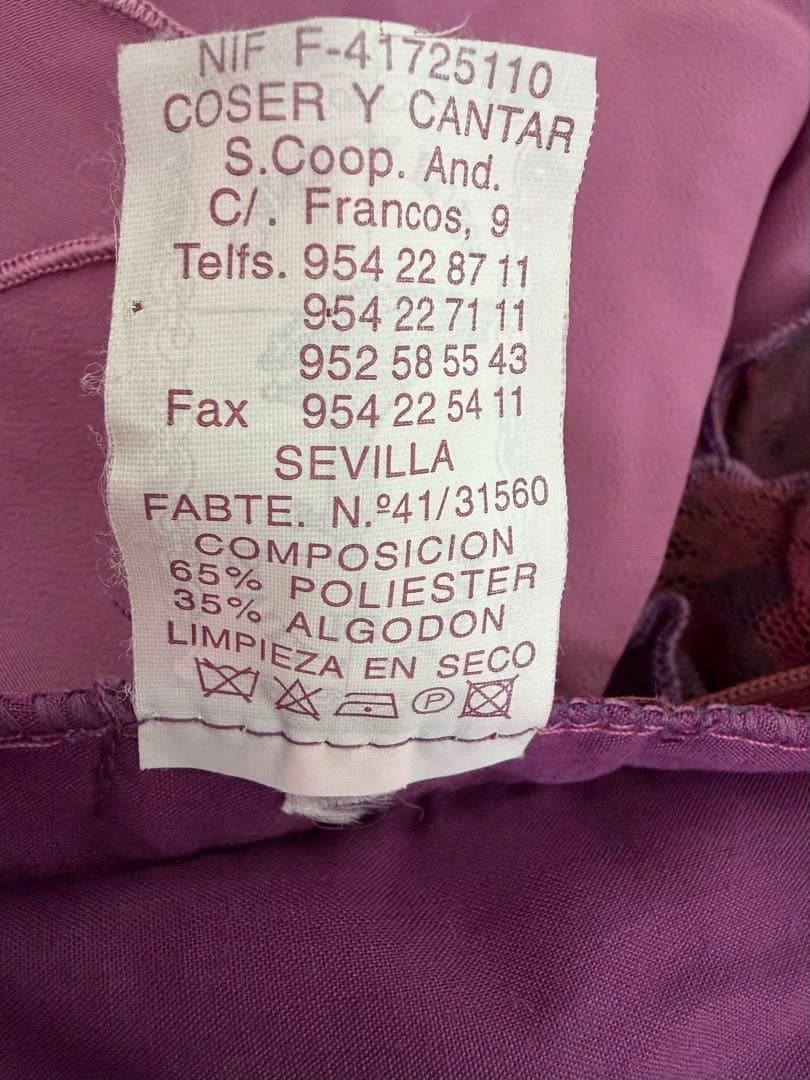 NIF F-41725110
COSER Y CANTAR
S.Coop. And.
C/. Francos, 9
Telfs. 954 22 87 11
954 22 71 11
952 58 55 43
Fax 954 22 54 11
SEVILLA
FABTE. N.º41/31560
COMPOSICION
65% POLIESTER
35% ALGODON
LIMPIEZA EN SECO
P